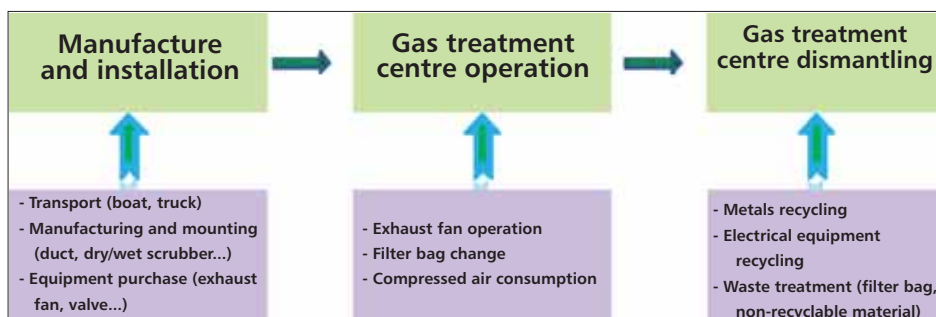 Manufacture
and installation
Gas treatment
centre operation
Gas treatment
centre dismantling
- Transport (boat, truck)
- Manufacturing and mounting
(duct, dry/wet scrubber...)
- Equipment purchase (exhaust
fan, valve...)
- Exhaust fan operation
- Filter bag change
- Compressed air consumption
- Metals recycling
- Electrical equipment
recycling
- Waste treatment (filter bag,
non-recyclable material)